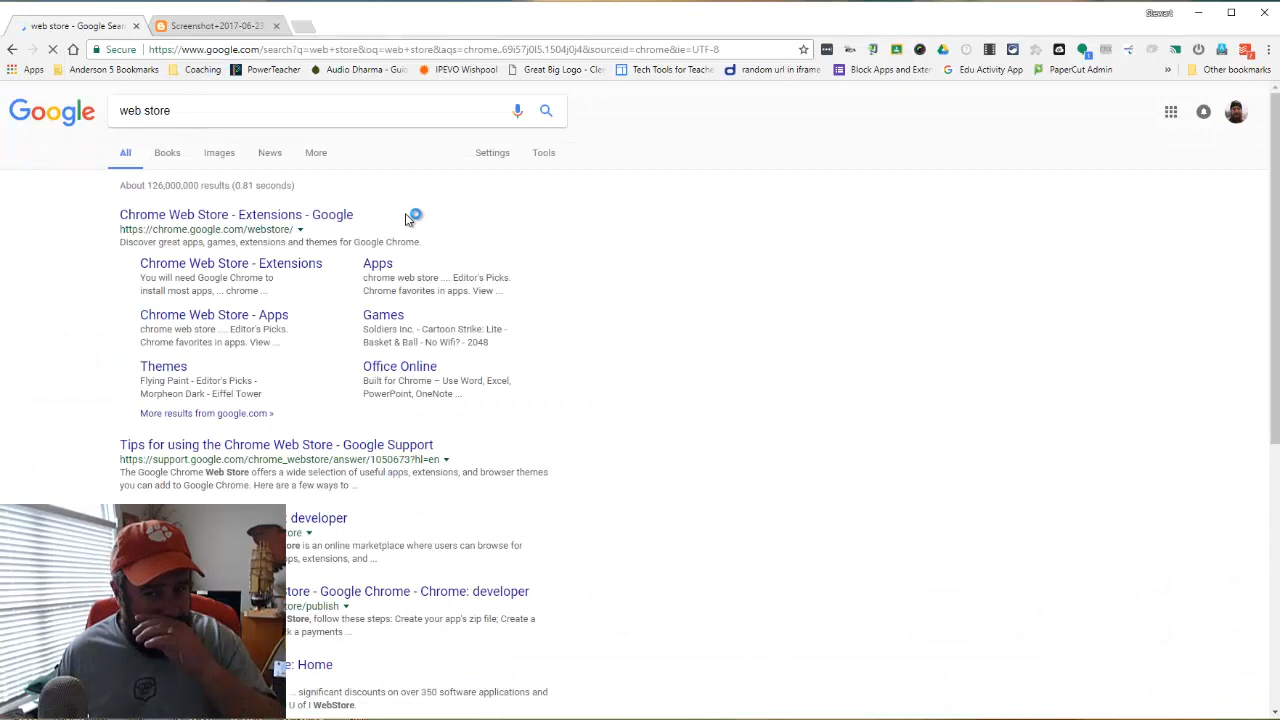 Stewart
web store - Google Sear
Screenshot+2017-06-23
Secure
https://www.google.com/search?q=web+store&oq=web+store&aqs=chrome..69i57j0l5.1504j0j4&sourceid=chrome&ie=UTF-8
Apps Anderson 5 Bookmarks Coaching PowerTeacher Audio Dharma - Gui IPEVO Wishpool Great Big Logo - Cle Tech Tools for Teache random url in iframe Block Apps and Exter Edu Activity App PaperCut Admin » Other bookmarks
Google
web store
All Books Images News More Settings Tools
About 126,000,000 results (0.81 seconds)
Chrome Web Store - Extensions - Google
https://chrome.google.com/webstore/
Discover great apps, games, extensions and themes for Google Chrome.
Chrome Web Store - Extensions
You will need Google Chrome to
install most apps, ... chrome ...
Apps
chrome web store .... Editor's Picks.
Chrome favorites in apps. View ...
Chrome Web Store - Apps
chrome web store .... Editor's Picks.
Chrome favorites in apps. View ...
Games
Soldiers Inc. - Cartoon Strike: Lite -
Basket & Ball - No Wifi? - 2048
Themes
Flying Paint - Editor's Picks -
Morpheon Dark - Eiffel Tower
Office Online
Built for Chrome – Use Word, Excel,
PowerPoint, OneNote ...
More results from google.com »
Tips for using the Chrome Web Store - Google Support
https://support.google.com/chrome_webstore/answer/1050673?hl=en
The Google Chrome Web Store offers a wide selection of useful apps, extensions, and browser themes
you can add to Google Chrome. Here are a few ways to ...
: developer
ore
ore is an online marketplace where users can browse for
ps, extensions, and ...
tore - Google Chrome - Chrome: developer
tore/publish
Store, follow these steps: Create your app's zip file; Create a
k a payments ...
e: Home
... significant discounts on over 350 software applications and
U of I WebStore.